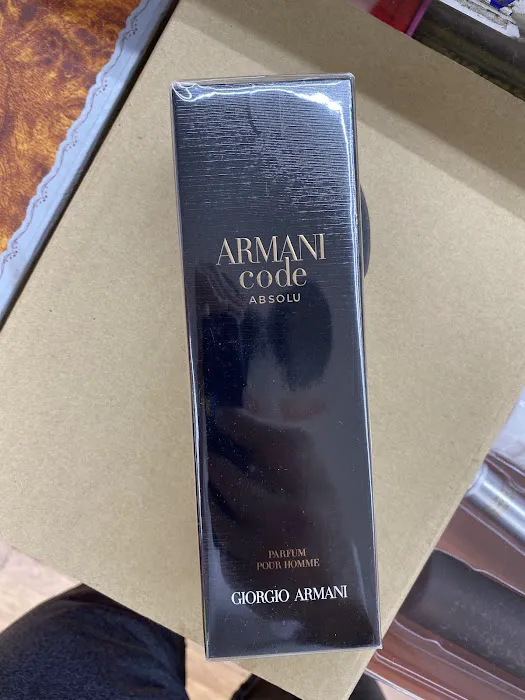 ARMANI
code
ABSOLU
PARFUM
POUR HOMME
GIORGIO ARMANI